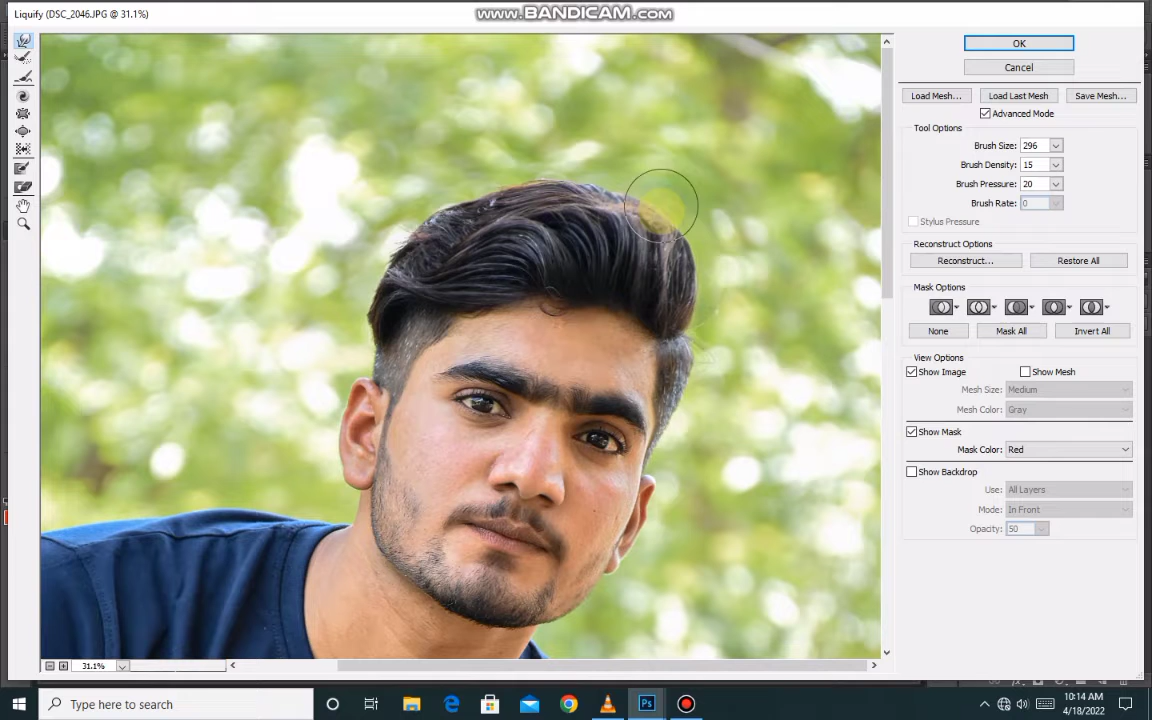 Liquify (DSC_2046.JPG @ 31.1%)
www.BANDICAM.com
OK
Cancel
Load Mesh... Load Last Mesh Save Mesh...
Advanced Mode
Tool Options
Brush Size: 296
Brush Density: 15
Brush Pressure: 20
Brush Rate: 0
Stylus Pressure
Reconstruct Options
Reconstruct... Restore All
Mask Options
None Mask All Invert All
View Options
Show Image Show Mesh
Mesh Size: Medium
Mesh Color: Gray
Show Mask
Mask Color: Red
Show Backdrop
Use: All Layers
Mode: In Front
Opacity: 50
31.1%
Type here to search
Ps
10:14 AM
4/18/2022